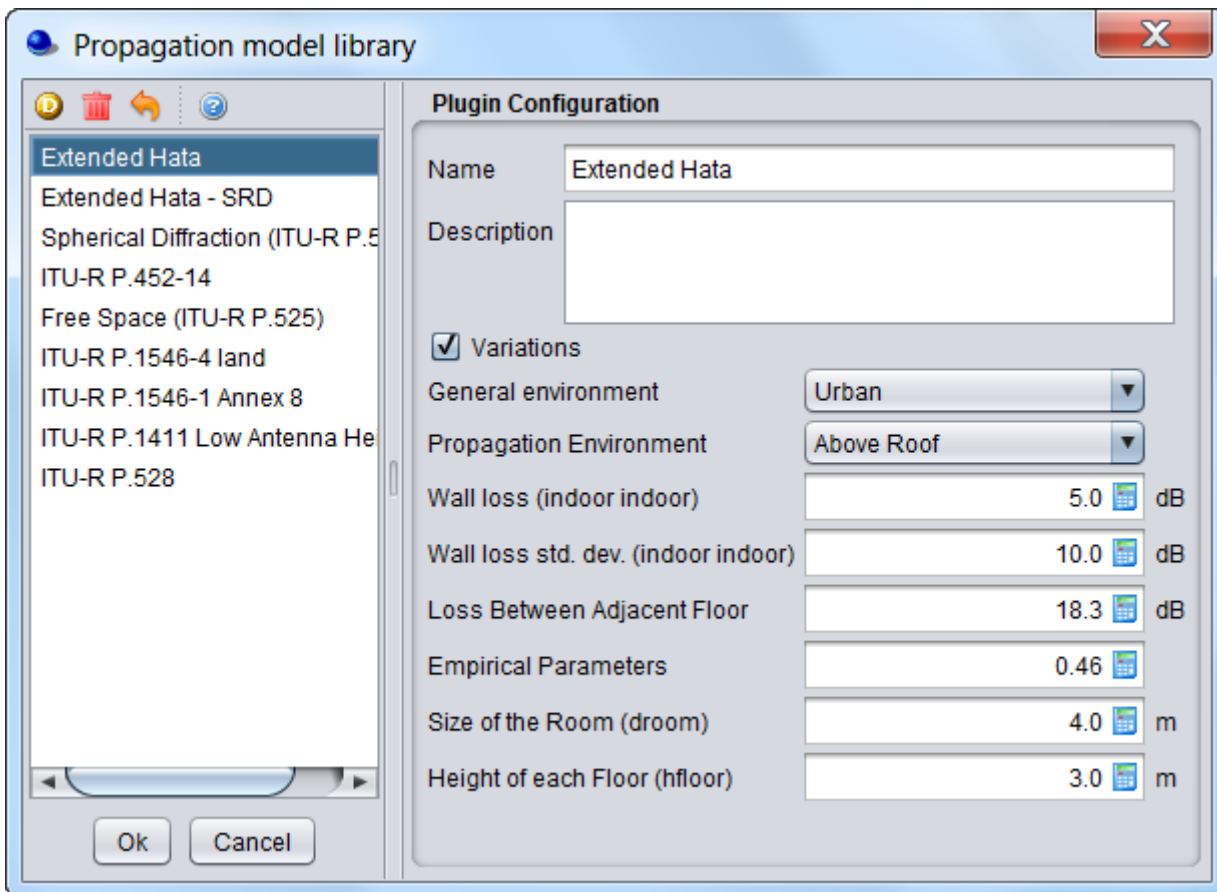 Propagation model library
Plugin Configuration
Extended Hata
Extended Hata - SRD
Spherical Diffraction (ITU-R P.5
ITU-R P.452-14
Free Space (ITU-R P.525)
ITU-R P.1546-4 land
ITU-R P.1546-1 Annex 8
ITU-R P.1411 Low Antenna Hei
ITU-R P.528
Ok Cancel
Name Extended Hata
Description
Variations
General environment Urban
Propagation Environment Above Roof
Wall loss (indoor indoor) 5.0 dB
Wall loss std. dev. (indoor indoor) 10.0 dB
Loss Between Adjacent Floor 18.3 dB
Empirical Parameters 0.46
Size of the Room (droom) 4.0 m
Height of each Floor (hfloor) 3.0 m